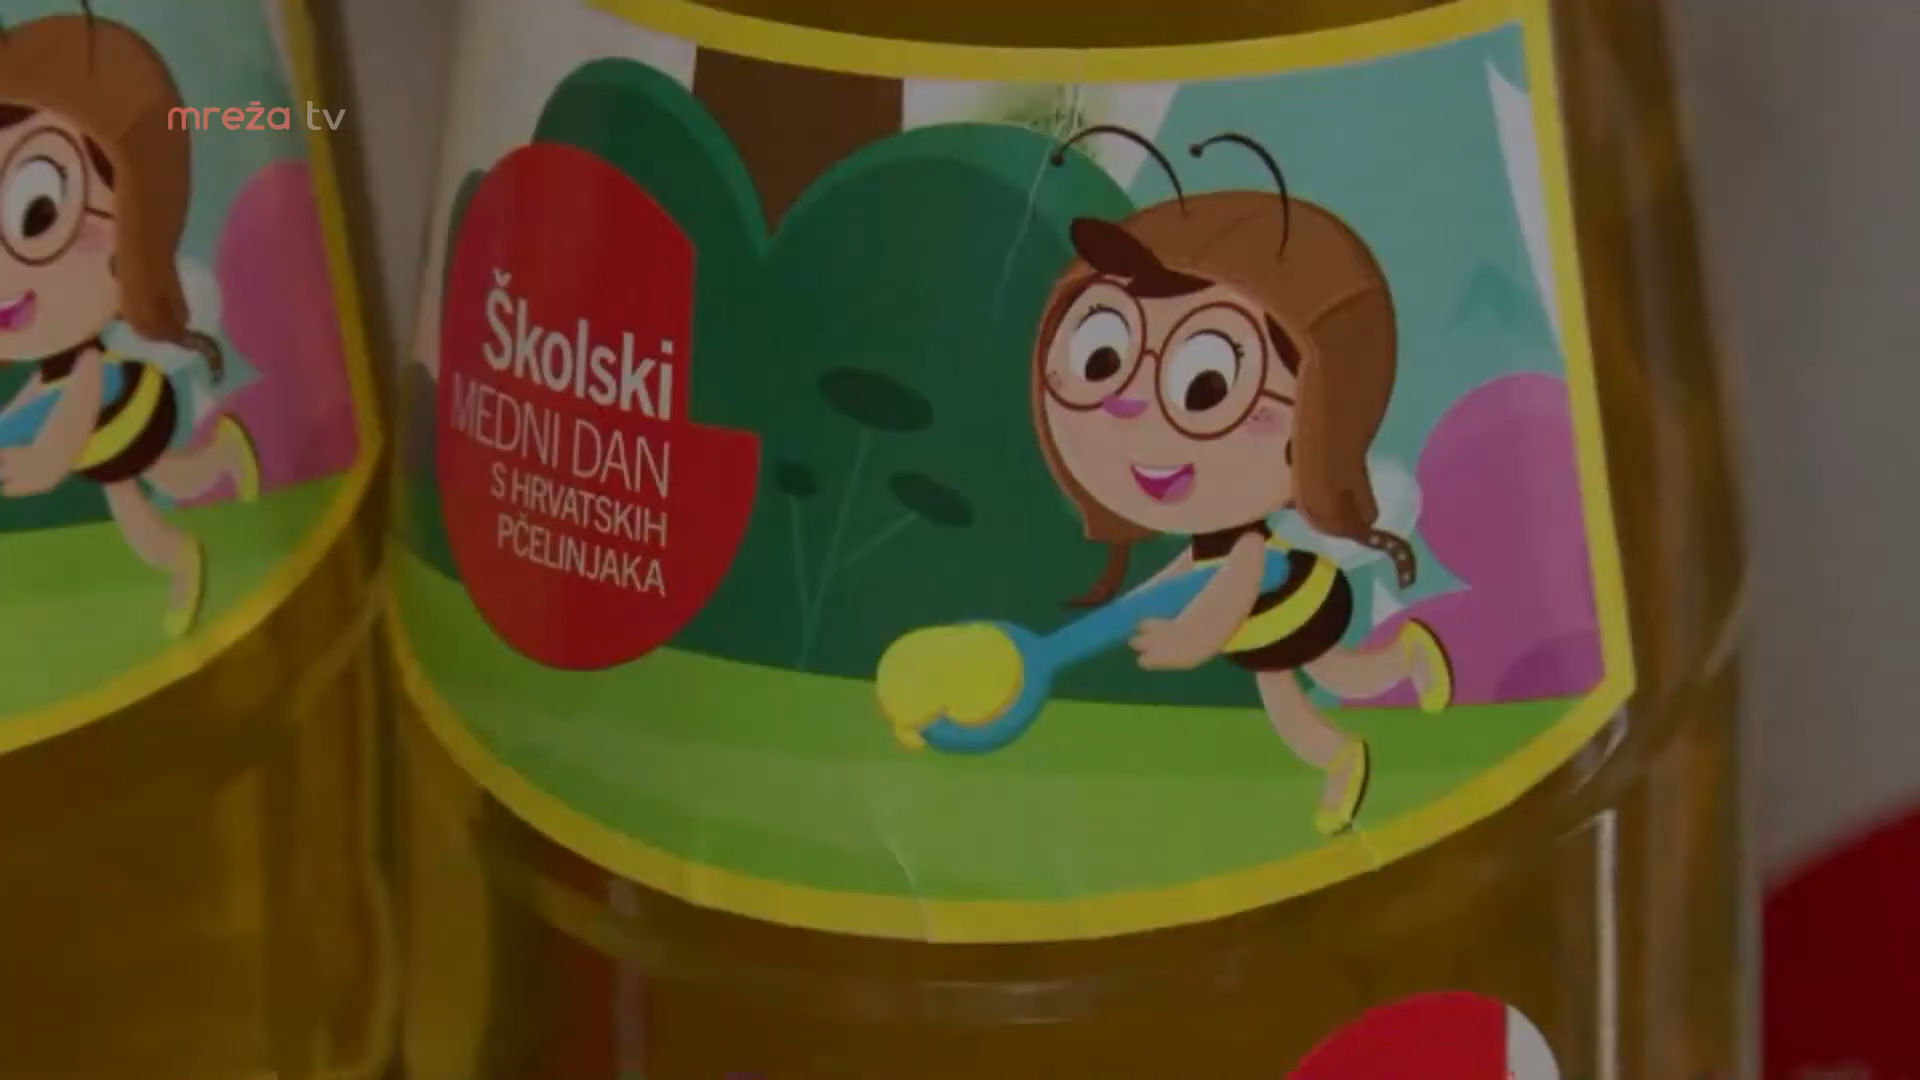 mreža tv
Školski
MEDNI DAN
S HRVATSKIH
PČELINJAKA